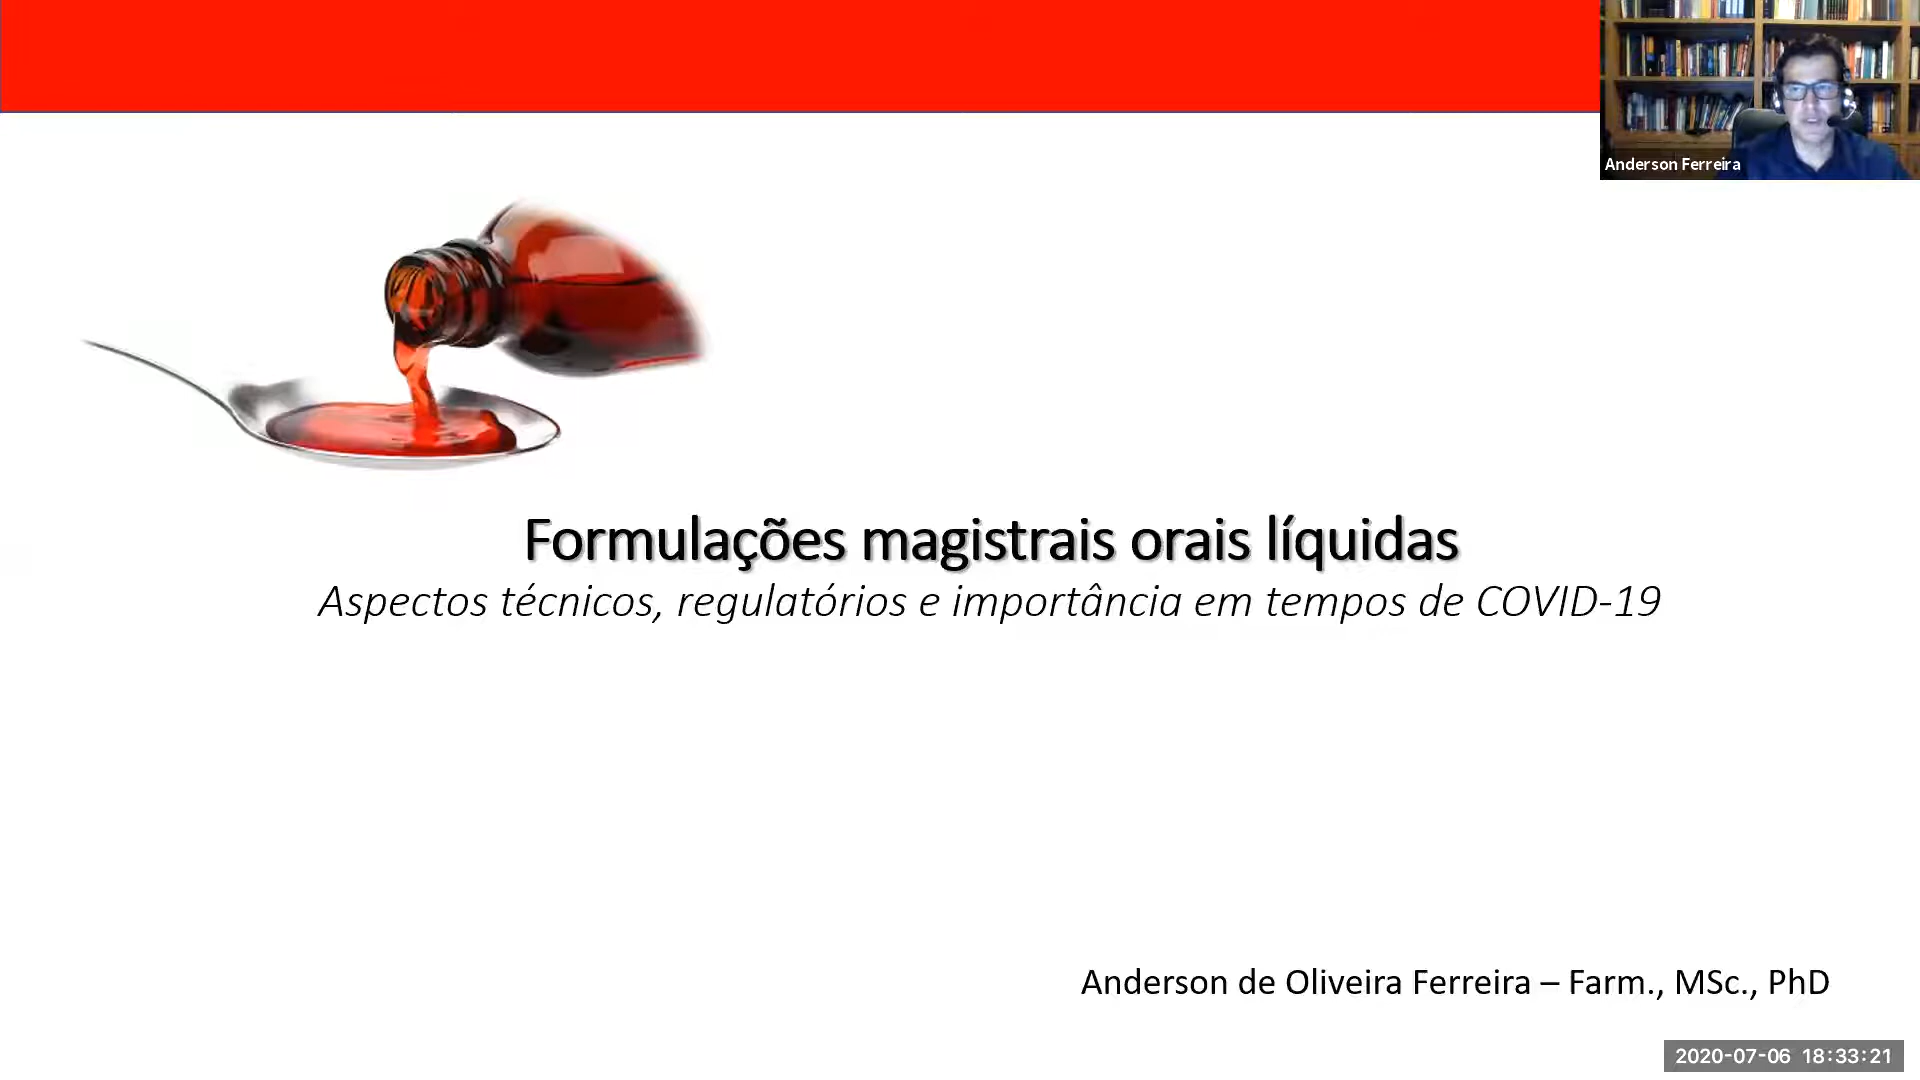 Anderson Ferreira
Formulações magistrais orais líquidas
Aspectos técnicos, regulatórios e importância em tempos de COVID-19
Anderson de Oliveira Ferreira – Farm., MSc., PhD
2020-07-06 18:33:21